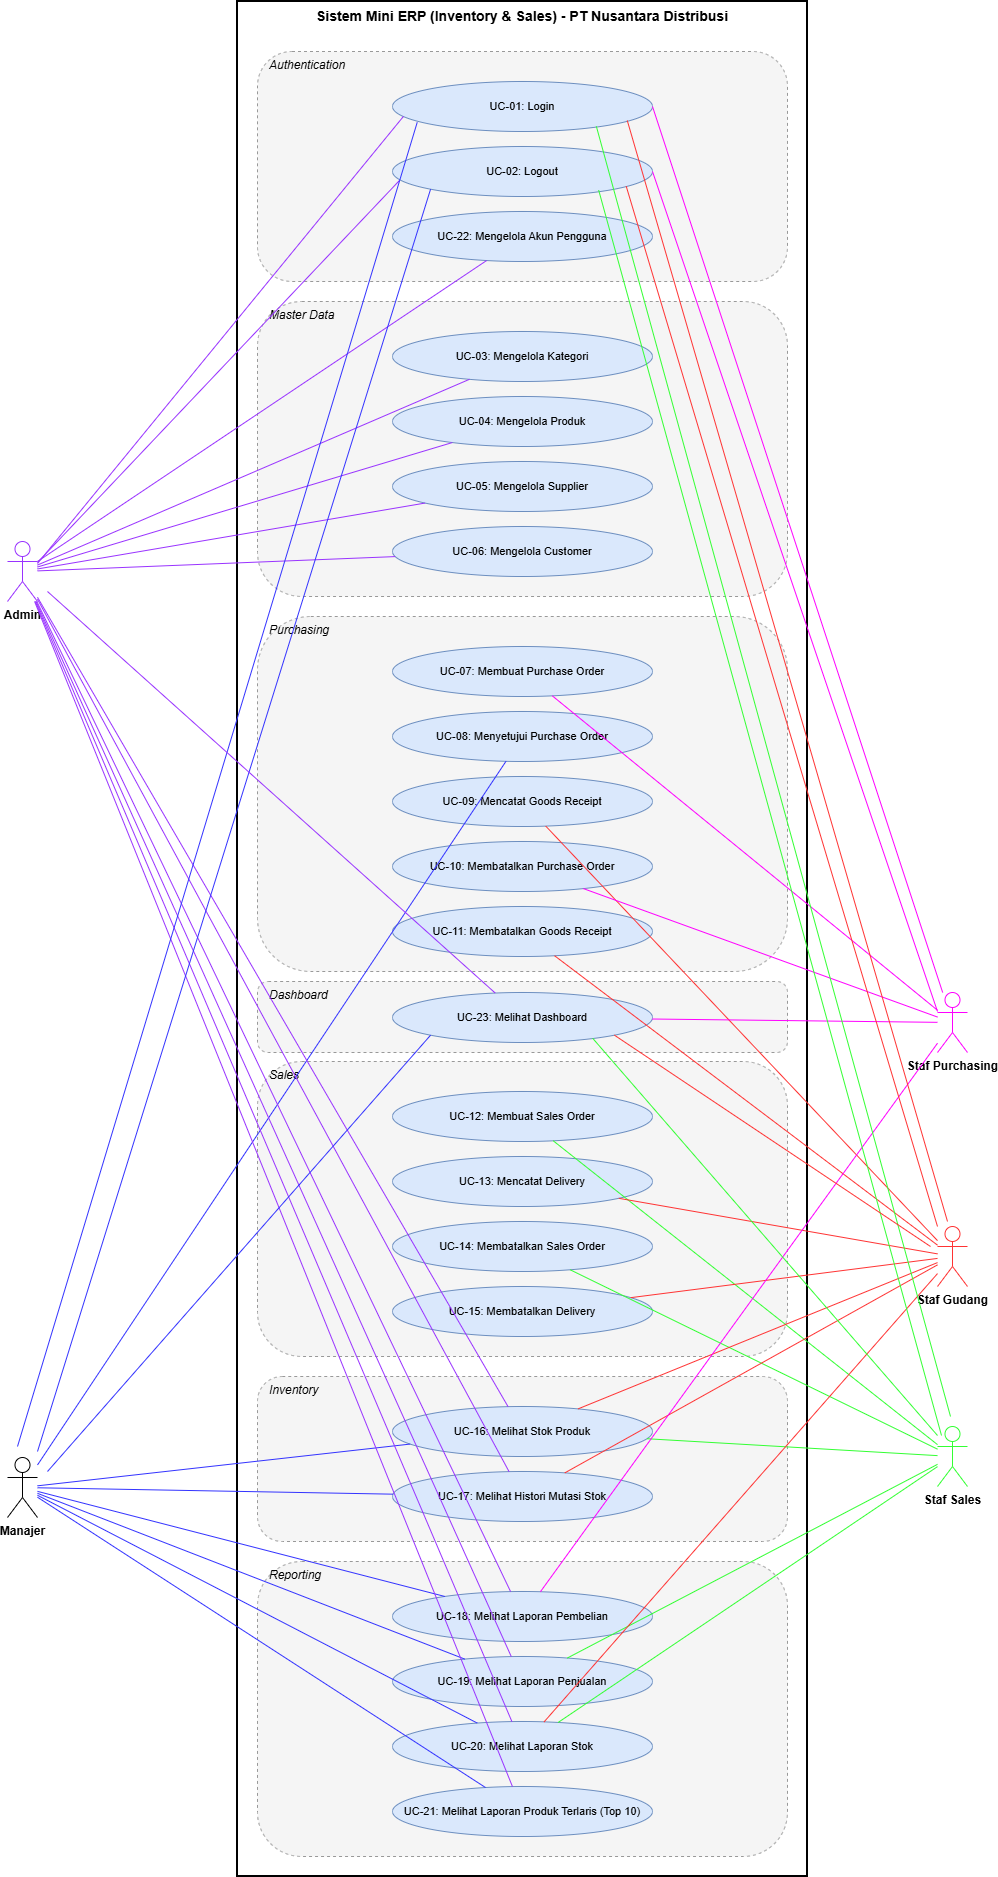 Sistem Mini ERP (Inventory & Sales) - PT Nusantara Distribusi
Authentication
UC-01: Login
UC-02: Logout
UC-22: Mengelola Akun Pengguna
Master Data
UC-03: Mengelola Kategori
UC-04: Mengelola Produk
UC-05: Mengelola Supplier
UC-06: Mengelola Customer
Admin
Purchasing
UC-07: Membuat Purchase Order
UC-08: Menyetujui Purchase Order
UC-09: Mencatat Goods Receipt
UC-10: Membatalkan Purchase Order
UC-11: Membatalkan Goods Receipt
Dashboard
UC-23: Melihat Dashboard
Staf Purchasing
Sales
UC-12: Membuat Sales Order
UC-13: Mencatat Delivery
UC-14: Membatalkan Sales Order
Staf Gudang
UC-15: Membatalkan Delivery
Inventory
UC-16: Melihat Stok Produk
UC-17: Melihat Histori Mutasi Stok
Staf Sales
Manajer
Reporting
UC-18: Melihat Laporan Pembelian
UC-19: Melihat Laporan Penjualan
UC-20: Melihat Laporan Stok
UC-21: Melihat Laporan Produk Terlaris (Top 10)